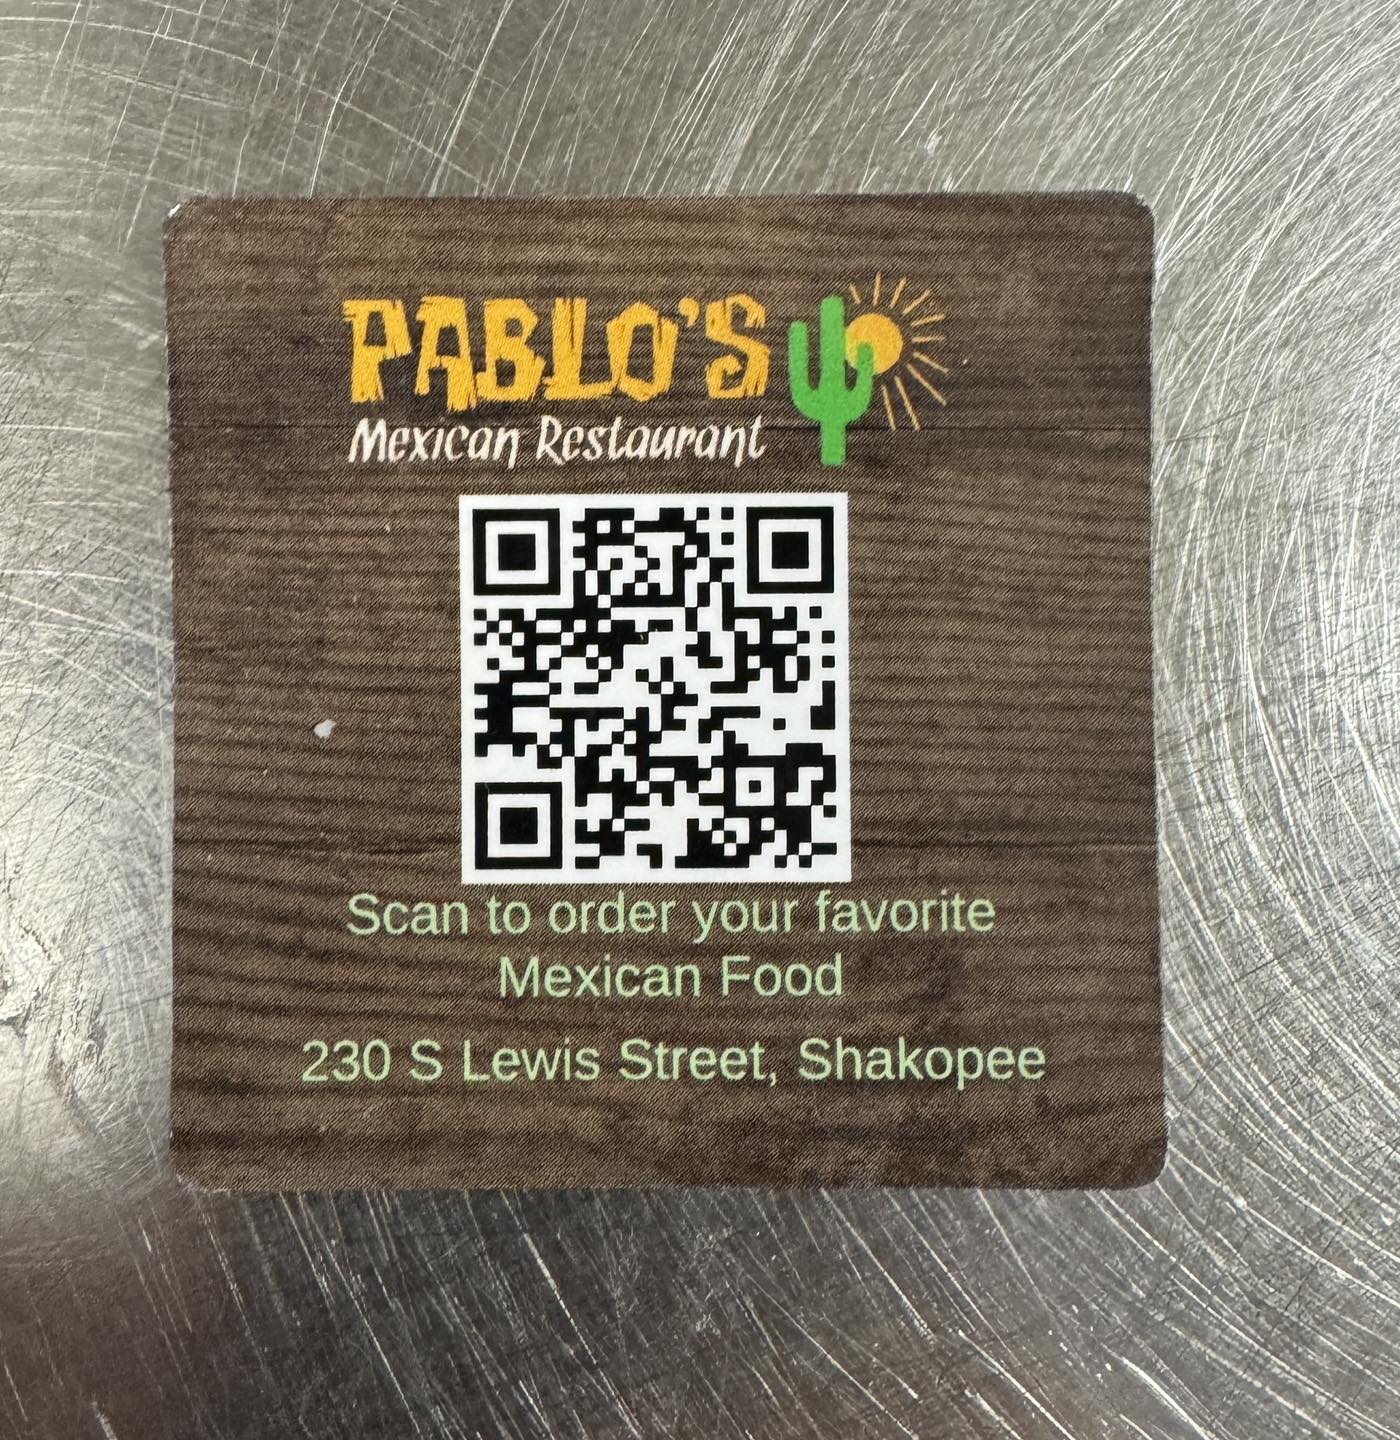 PABLO'S
Mexican Restaurant
Scan to order your favorite
Mexican Food
230 S Lewis Street, Shakopee